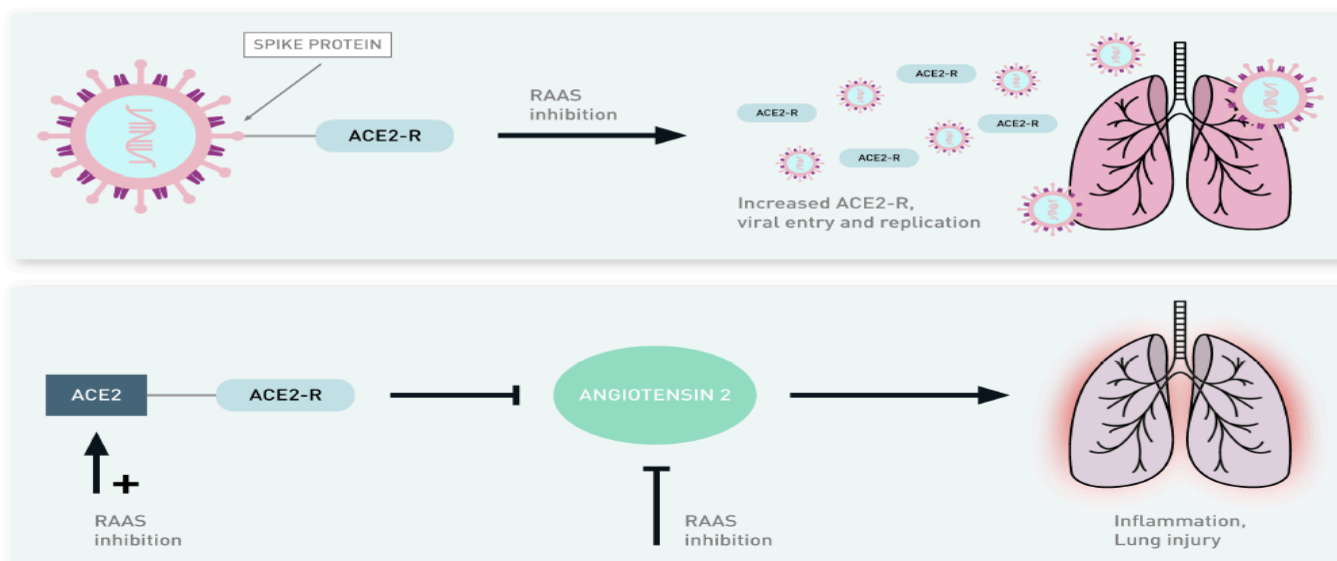 SPIKE PROTEIN
ACE2-R
RAAS
inhibition
ACE2-R
ACE2-R
ACE2-R
ACE2-R
Increased ACE2-R,
viral entry and replication
ACE2
ACE2-R
ANGIOTENSIN 2
RAAS
inhibition
RAAS
inhibition
Inflammation,
Lung injury